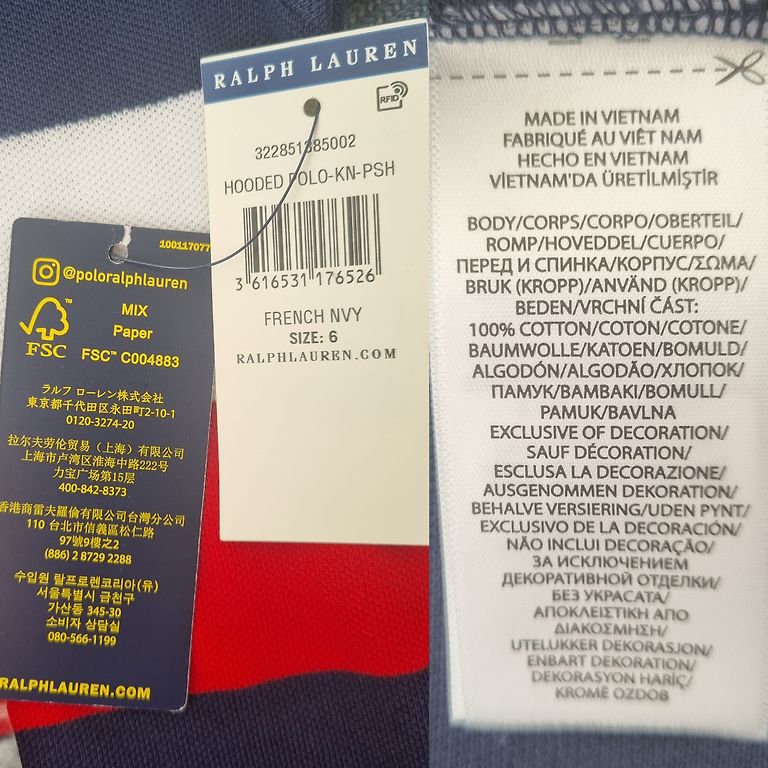 RALPH LAUREN
RFID
322851385002
HOODED POLO-KN-PSH
3 616531 176526
FRENCH NVY
SIZE: 6
RALPHLAUREN.COM
100117077
@poloralphlauren
FSC
MIX
Paper
FSC™ C004883
ラルフ ローレン株式会社
東京都千代田区永田町2-10-1
0120-3274-20
拉尔夫劳伦贸易（上海）有限公司
上海市卢湾区淮海中路222号
力宝广场第15层
400-842-8373
香港商雷夫羅倫有限公司台灣分公司
110 台北市信義區松仁路
97號9樓之2
(886) 2 8729 2288
수입원 랄프로렌코리아(유)
서울특별시 금천구
가산동 345-30
소비자 상담실
080-566-1199
RALPHLAUREN.COM
MADE IN VIETNAM
FABRIQUÉ AU VIÊT NAM
HECHO EN VIETNAM
VİETNAM'DA ÜRETİLMİŞTİR
BODY/CORPS/CORPO/OBERTEIL/
ROMP/HOVEDDEL/CUERPO/
ПЕРЕД И СПИНКА/КОРПУС/ΣΩΜΑ/
BRUK (KROPP)/ANVÄND (KROPP)/
BEDEN/VRCHNÍ ČÁST:
100% COTTON/COTON/COTONE/
BAUMWOLLE/KATOEN/BOMULD/
ALGODÓN/ALGODÃO/ХЛОПОК/
ПАМУК/ΒΑΜΒΑΚΙ/BOMULL/
PAMUK/BAVLNA
EXCLUSIVE OF DECORATION/
SAUF DÉCORATION/
ESCLUSA LA DECORAZIONE/
AUSGENOMMEN DEKORATION/
BEHALVE VERSIERING/UDEN PYNT/
EXCLUSIVO DE LA DECORACIÓN/
NÃO INCLUI DECORAÇÃO/
ЗА ИСКЛЮЧЕНИЕМ
ДЕКОРАТИВНОЙ ОТДЕЛКИ/
БЕЗ УКРАСАТА/
ΑΠΟΚΛΕΙΣΤΙΚΗ ΑΠΟ
ΔΙΑΚΟΣΜΗΣΗ/
UTELUKKER DEKORASJON/
ENBART DEKORATION/
DEKORASYON HARİÇ/
KROMĚ OZDOB